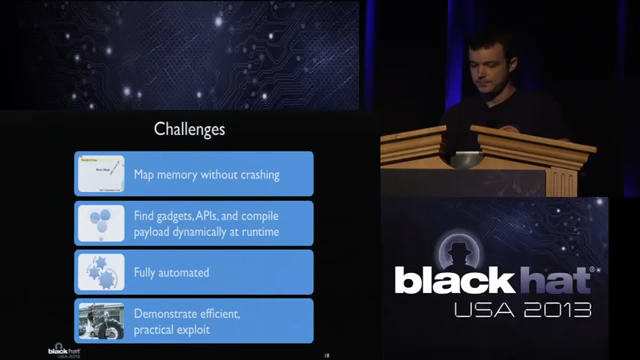 Challenges
Map memory without crashing
Find gadgets, APIs, and compile
payload dynamically at runtime
Fully automated
Demonstrate efficient,
practical exploit
black hat
USA 2013
18
black hat®
USA 2013